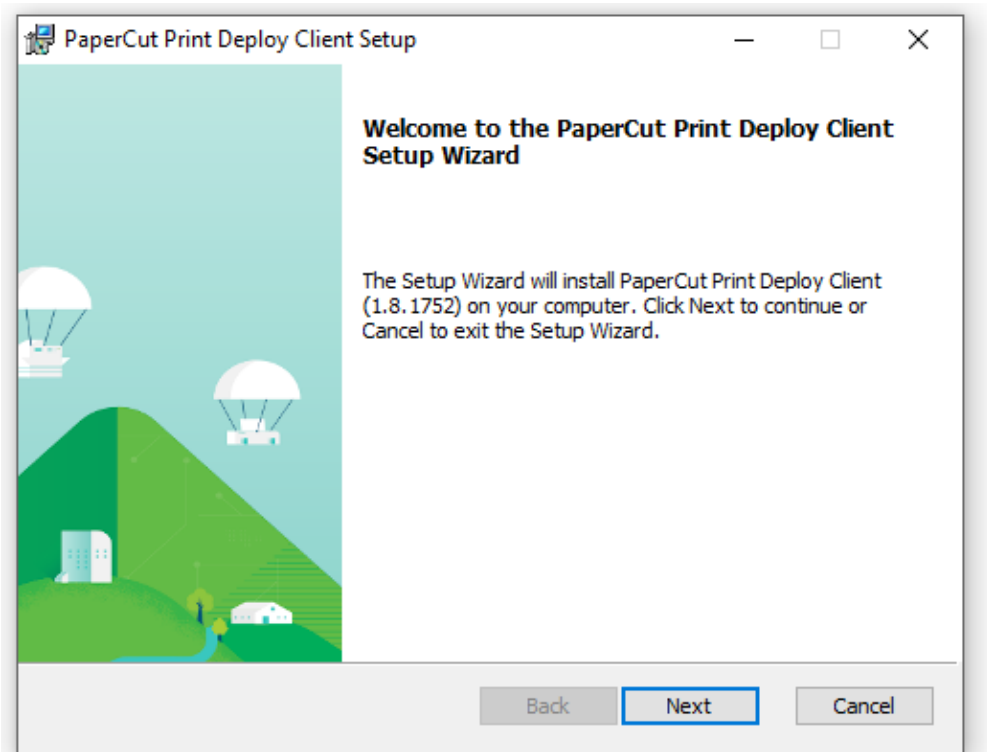 PaperCut Print Deploy Client Setup
Welcome to the PaperCut Print Deploy Client
Setup Wizard
The Setup Wizard will install PaperCut Print Deploy Client
(1.8.1752) on your computer. Click Next to continue or
Cancel to exit the Setup Wizard.
Back Next Cancel